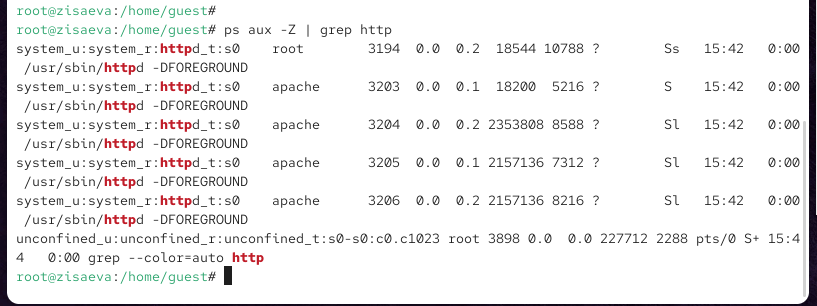 root@zisaeva:/home/guest#
root@zisaeva:/home/guest# ps aux -Z | grep http
system_u:system_r:httpd_t:s0    root        3194  0.0  0.2  18544 10788 ?        Ss   15:42   0:00
 /usr/sbin/httpd -DFOREGROUND
system_u:system_r:httpd_t:s0    apache      3203  0.0  0.1  18200  5216 ?        S    15:42   0:00
 /usr/sbin/httpd -DFOREGROUND
system_u:system_r:httpd_t:s0    apache      3204  0.0  0.2 2353808 8588 ?        Sl   15:42   0:00
 /usr/sbin/httpd -DFOREGROUND
system_u:system_r:httpd_t:s0    apache      3205  0.0  0.1 2157136 7312 ?        Sl   15:42   0:00
 /usr/sbin/httpd -DFOREGROUND
system_u:system_r:httpd_t:s0    apache      3206  0.0  0.2 2157136 8216 ?        Sl   15:42   0:00
 /usr/sbin/httpd -DFOREGROUND
unconfined_u:unconfined_r:unconfined_t:s0-s0:c0.c1023 root 3898 0.0  0.0 227712 2288 pts/0 S+ 15:4
4   0:00 grep --color=auto http
root@zisaeva:/home/guest#